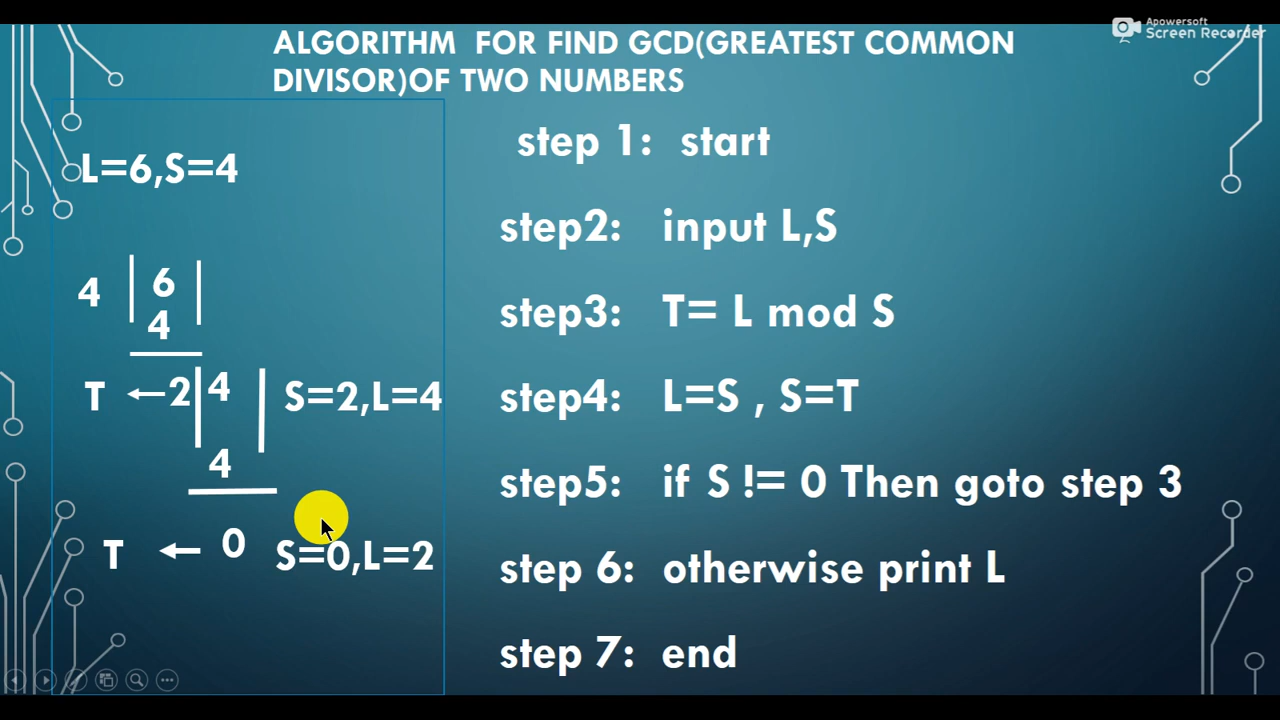 Apowersoft
Screen Recorder
ALGORITHM FOR FIND GCD(GREATEST COMMON
DIVISOR)OF TWO NUMBERS
L=6,S=4
4 6
4
T ←2 4 S=2,L=4
4
T ← 0 S=0,L=2
step 1: start
step2: input L,S
step3: T= L mod S
step4: L=S , S=T
step5: if S != 0 Then goto step 3
step 6: otherwise print L
step 7: end